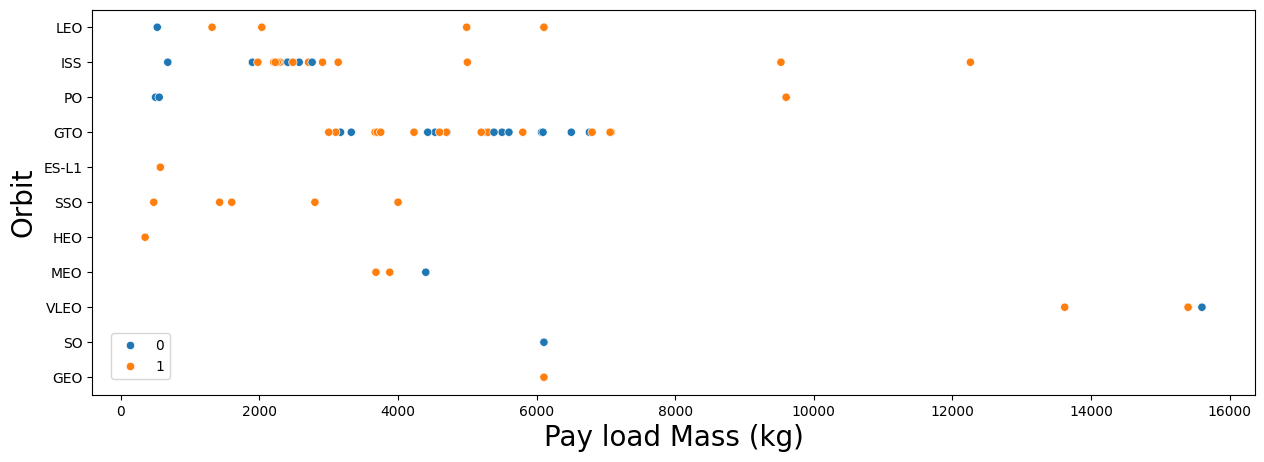 LEO
ISS
PO
GTO
ES-L1
SSO
HEO
MEO
VLEO
SO
GEO
Orbit
0
1
0 2000 4000 6000 8000 10000 12000 14000 16000
Pay load Mass (kg)